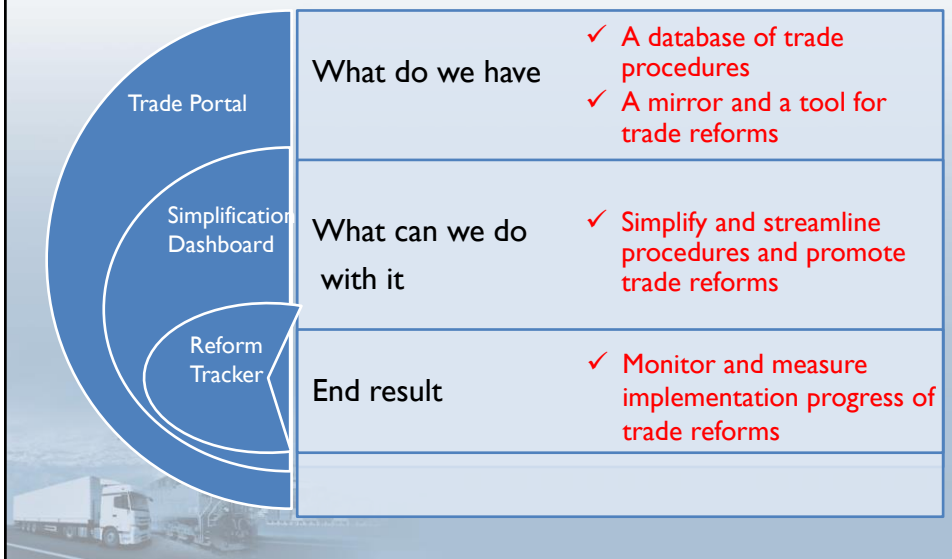 Trade Portal
What do we have
✓ A database of trade
procedures
✓ A mirror and a tool for
trade reforms
Simplification
Dashboard
What can we do
with it
✓ Simplify and streamline
procedures and promote
trade reforms
Reform
Tracker
End result
✓ Monitor and measure
implementation progress of
trade reforms